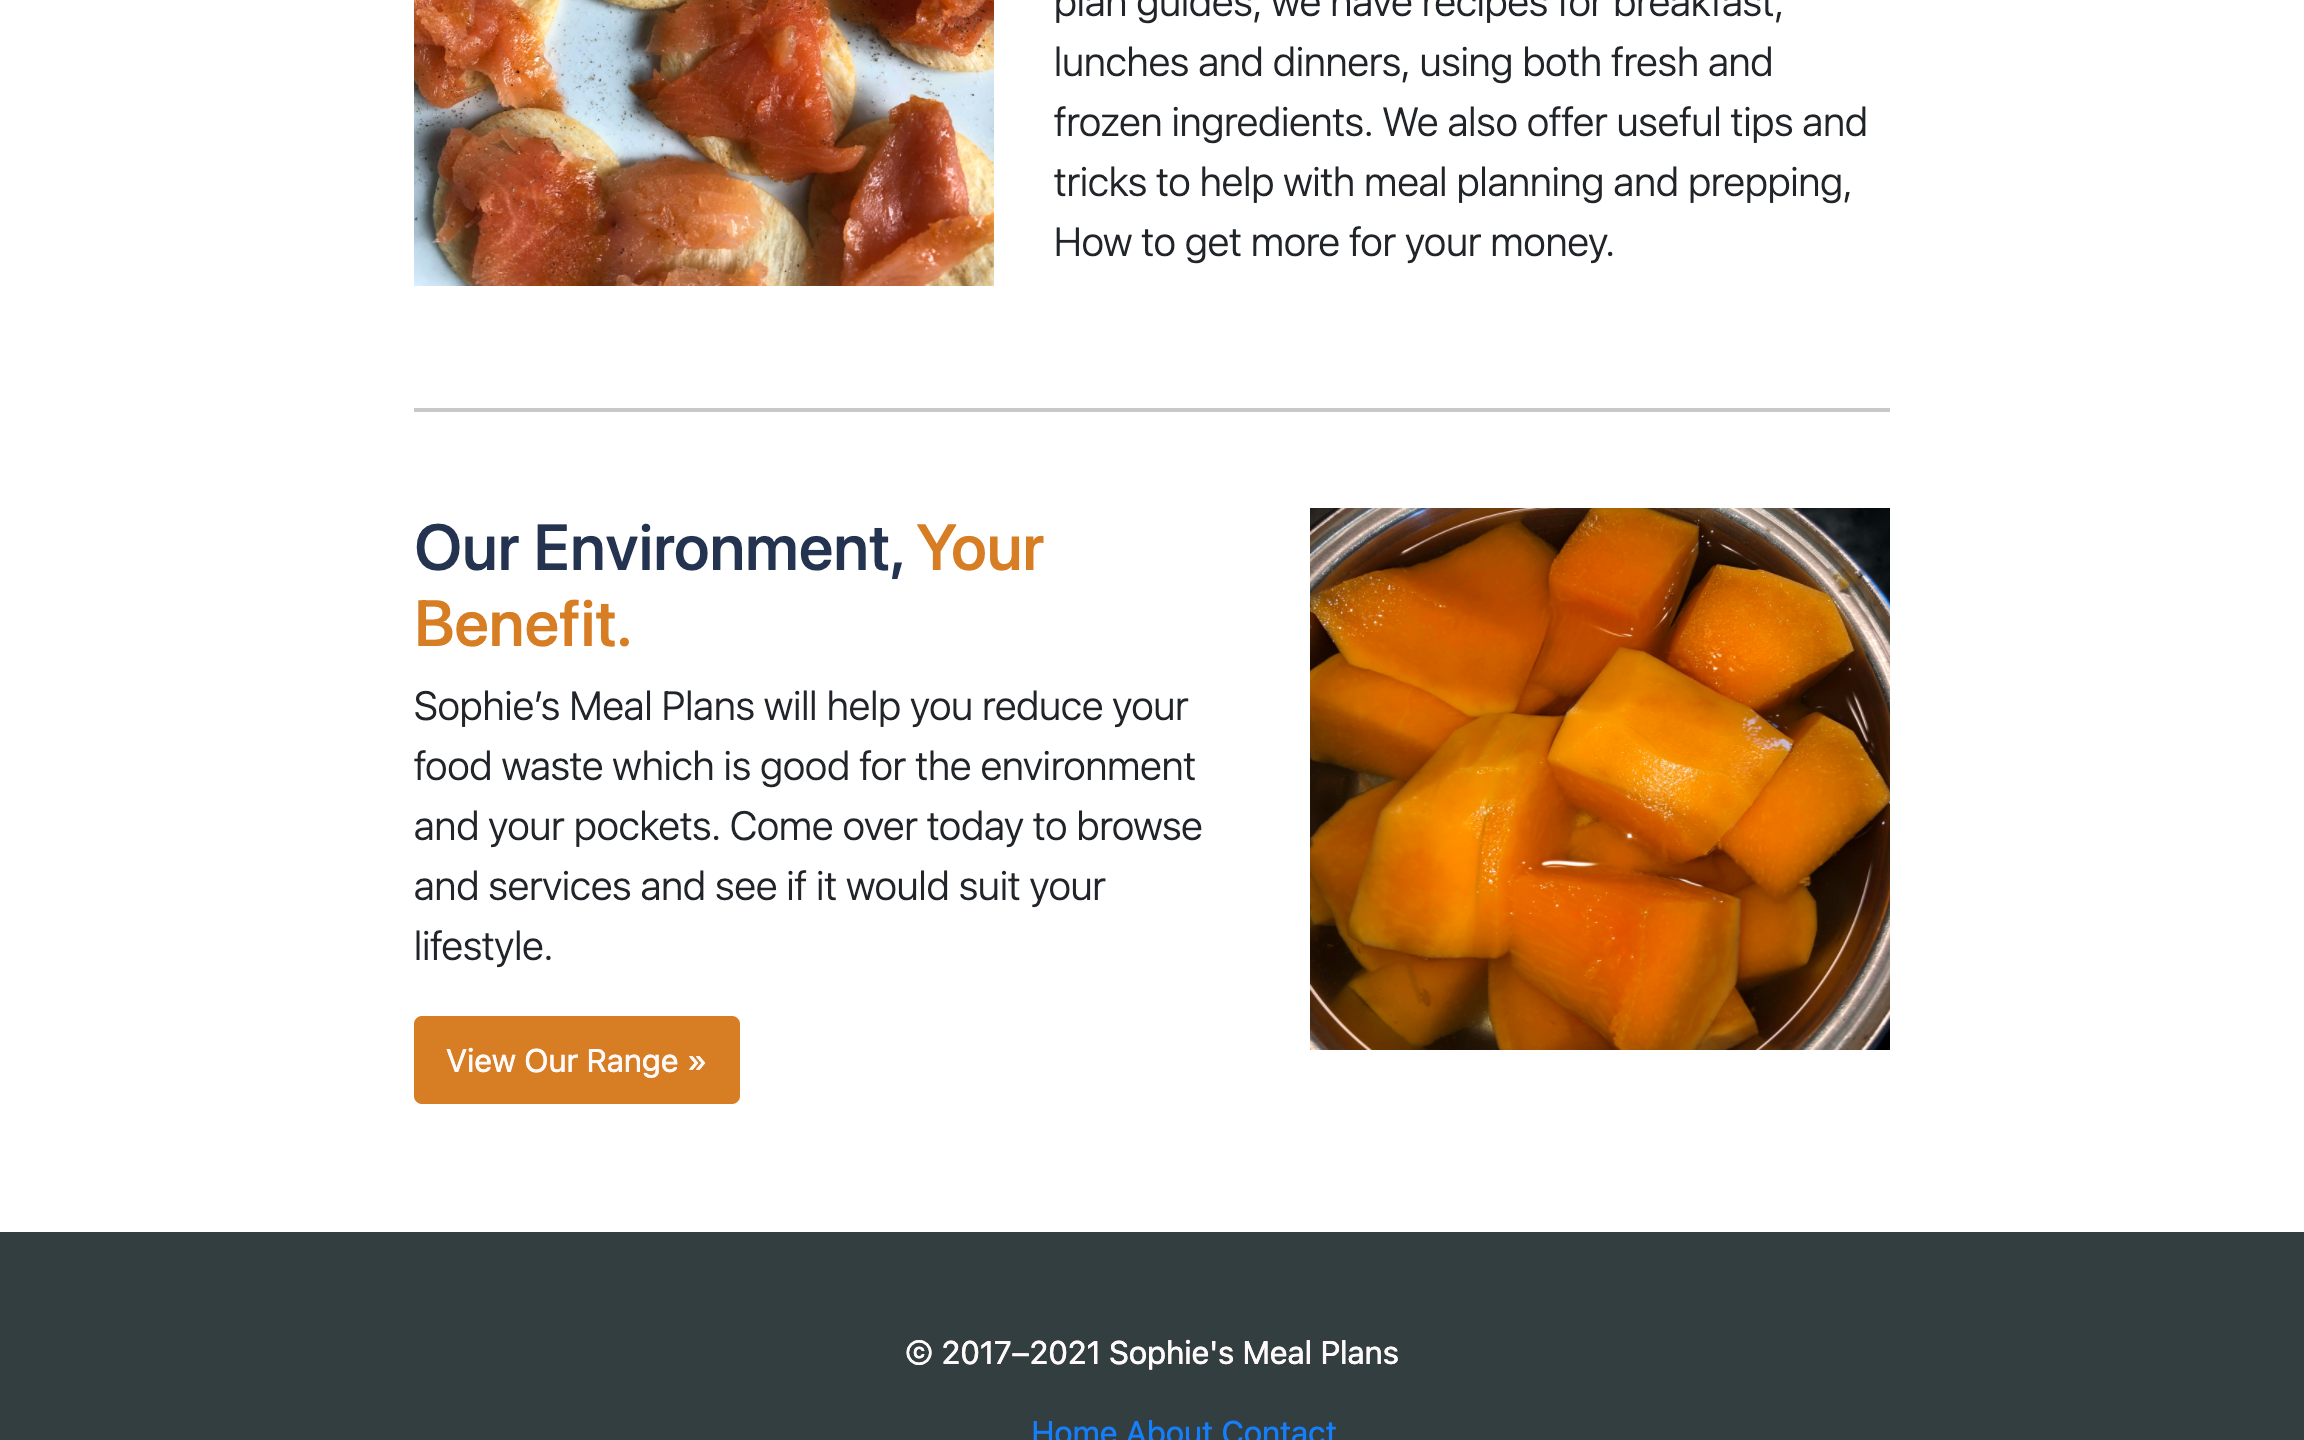 plan guides, we have recipes for breakfast,
lunches and dinners, using both fresh and
frozen ingredients. We also offer useful tips and
tricks to help with meal planning and prepping,
How to get more for your money.
Our Environment, Your
Benefit.
Sophie’s Meal Plans will help you reduce your
food waste which is good for the environment
and your pockets. Come over today to browse
and services and see if it would suit your
lifestyle.
View Our Range »
© 2017–2021 Sophie's Meal Plans
Home About Contact